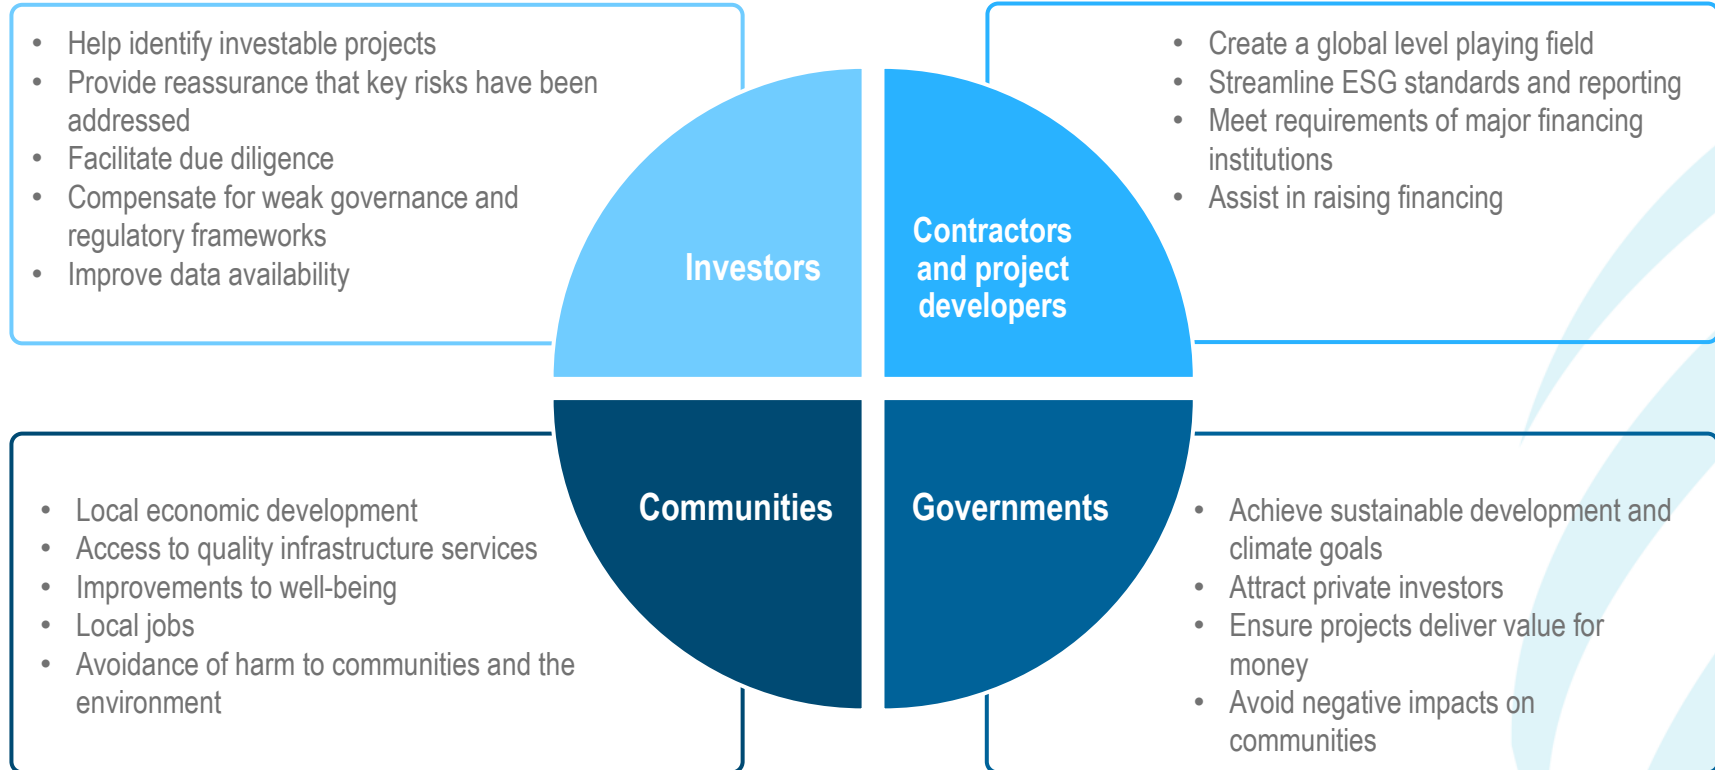 • Help identify investable projects
• Provide reassurance that key risks have been
addressed
• Facilitate due diligence
• Compensate for weak governance and
regulatory frameworks
• Improve data availability
Investors
• Create a global level playing field
• Streamline ESG standards and reporting
• Meet requirements of major financing
institutions
• Assist in raising financing
Contractors
and project
developers
• Local economic development
• Access to quality infrastructure services
• Improvements to well-being
• Local jobs
• Avoidance of harm to communities and the
environment
Communities
Governments
• Achieve sustainable development and
climate goals
• Attract private investors
• Ensure projects deliver value for
money
• Avoid negative impacts on
communities